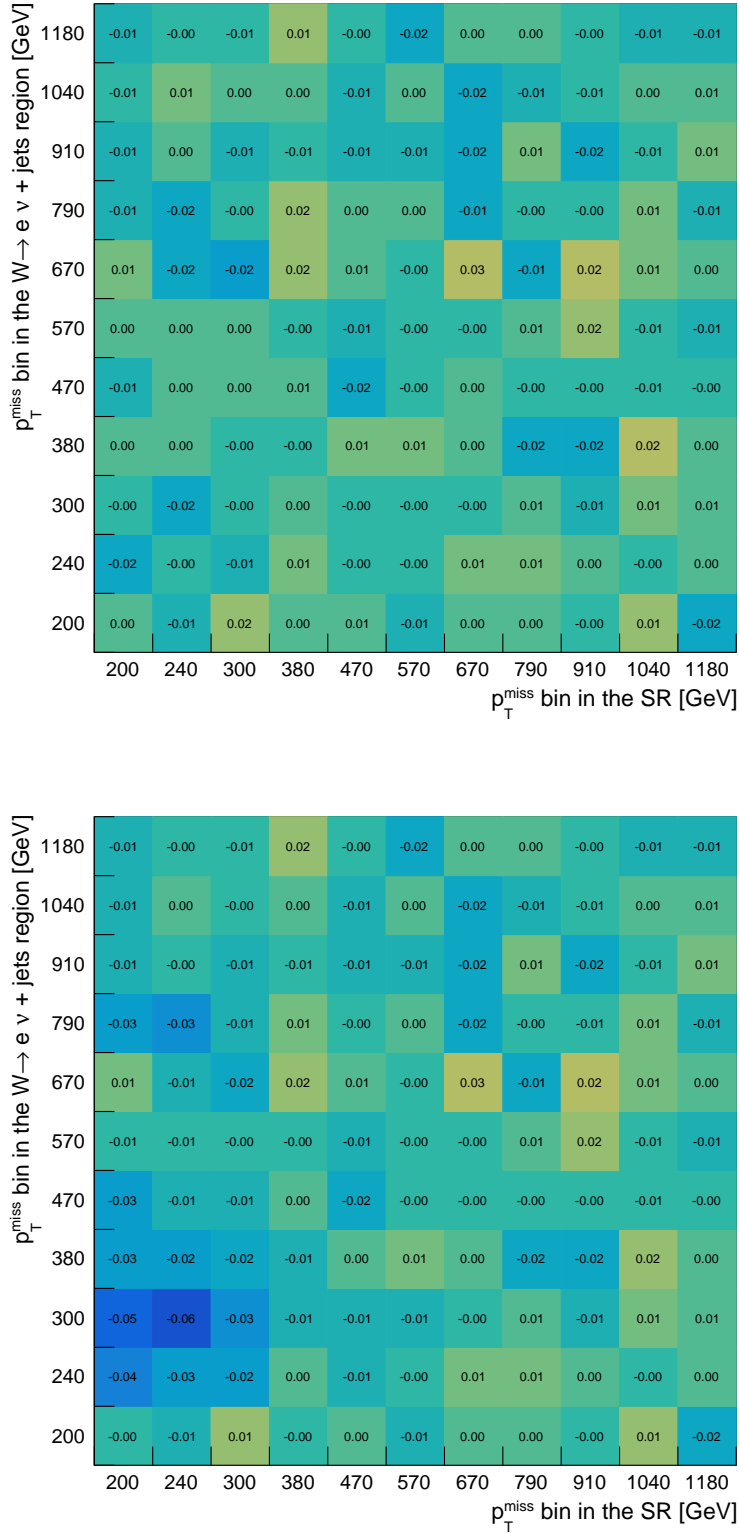 p_T^miss bin in the W→ e ν + jets region [GeV]
1180 -0.01 -0.00 -0.01 0.01 -0.00 -0.02 0.00 0.00 -0.00 -0.01 -0.01
1040 -0.01 0.01 0.00 0.00 -0.01 0.00 -0.02 -0.01 -0.01 0.00 0.01
910 -0.01 0.00 -0.01 -0.01 -0.01 -0.01 -0.02 0.01 -0.02 -0.01 0.01
790 -0.01 -0.02 -0.00 0.02 0.00 0.00 -0.01 -0.00 -0.00 0.01 -0.01
670 0.01 -0.02 -0.02 0.02 0.01 -0.00 0.03 -0.01 0.02 0.01 0.00
570 0.00 0.00 0.00 -0.00 -0.01 -0.00 -0.00 0.01 0.02 -0.01 -0.01
470 -0.01 0.00 0.00 0.01 -0.02 -0.00 0.00 -0.00 -0.00 -0.01 -0.00
380 0.00 0.00 -0.00 -0.00 0.01 0.01 0.00 -0.02 -0.02 0.02 0.00
300 -0.00 -0.02 -0.00 0.00 -0.00 -0.00 -0.00 0.01 -0.01 0.01 0.01
240 -0.02 -0.00 -0.01 0.01 -0.00 -0.00 0.01 0.01 0.00 -0.00 0.00
200 0.00 -0.01 0.02 0.00 0.01 -0.01 0.00 0.00 -0.00 0.01 -0.02
200 240 300 380 470 570 670 790 910 1040 1180
p_T^miss bin in the SR [GeV]
p_T^miss bin in the W→ e ν + jets region [GeV]
1180 -0.01 -0.00 -0.01 0.02 -0.00 -0.02 0.00 0.00 -0.00 -0.01 -0.01
1040 -0.01 0.00 -0.00 0.00 -0.01 0.00 -0.02 -0.01 -0.01 0.00 0.01
910 -0.01 -0.00 -0.01 -0.01 -0.01 -0.01 -0.02 0.01 -0.02 -0.01 0.01
790 -0.03 -0.03 -0.01 0.01 -0.00 0.00 -0.02 -0.00 -0.01 0.01 -0.01
670 0.01 -0.01 -0.02 0.02 0.01 -0.00 0.03 -0.01 0.02 0.01 0.00
570 -0.01 -0.01 -0.00 -0.00 -0.01 -0.00 -0.00 0.01 0.02 -0.01 -0.01
470 -0.03 -0.01 -0.01 0.00 -0.02 -0.00 -0.00 -0.00 -0.00 -0.01 -0.00
380 -0.03 -0.02 -0.02 -0.01 0.00 0.01 0.00 -0.02 -0.02 0.02 0.00
300 -0.05 -0.06 -0.03 -0.01 -0.01 -0.01 -0.00 0.01 -0.01 0.01 0.01
240 -0.04 -0.03 -0.02 0.00 -0.01 -0.00 0.01 0.01 0.00 -0.00 0.00
200 -0.00 -0.01 0.01 -0.00 0.00 -0.01 0.00 0.00 -0.00 0.01 -0.02
200 240 300 380 470 570 670 790 910 1040 1180
p_T^miss bin in the SR [GeV]